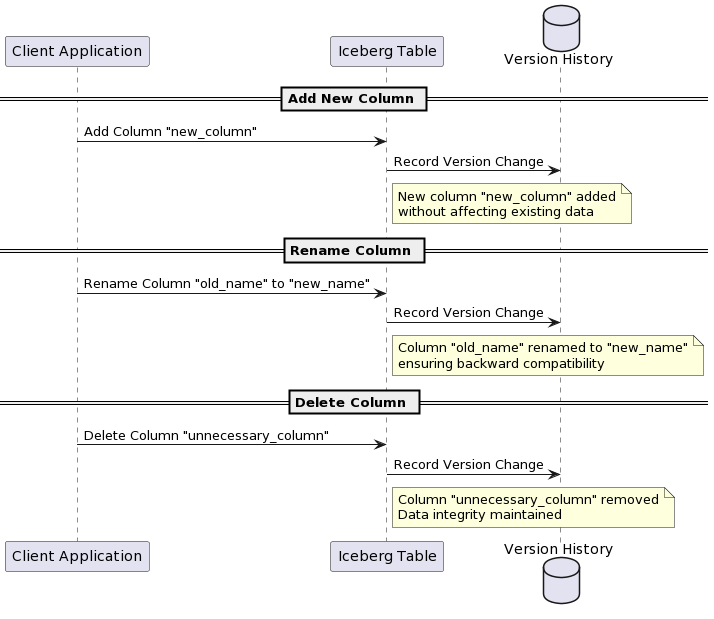 Client Application
Iceberg Table
Version History
Add New Column
Add Column "new_column"
Record Version Change
New column "new_column" added
without affecting existing data
Rename Column
Rename Column "old_name" to "new_name"
Record Version Change
Column "old_name" renamed to "new_name"
ensuring backward compatibility
Delete Column
Delete Column "unnecessary_column"
Record Version Change
Column "unnecessary_column" removed
Data integrity maintained
Client Application
Iceberg Table
Version History